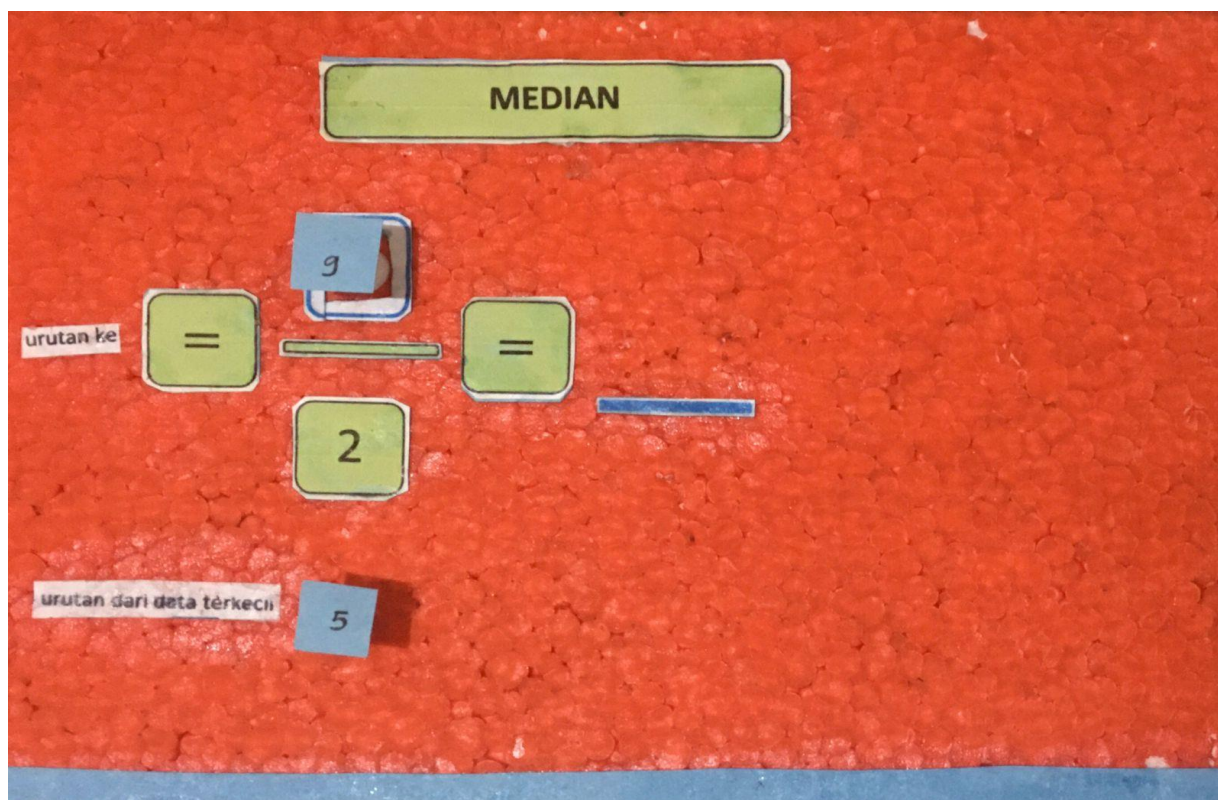 MEDIAN
9
urutan ke = =
2
urutan dari data terkecil 5